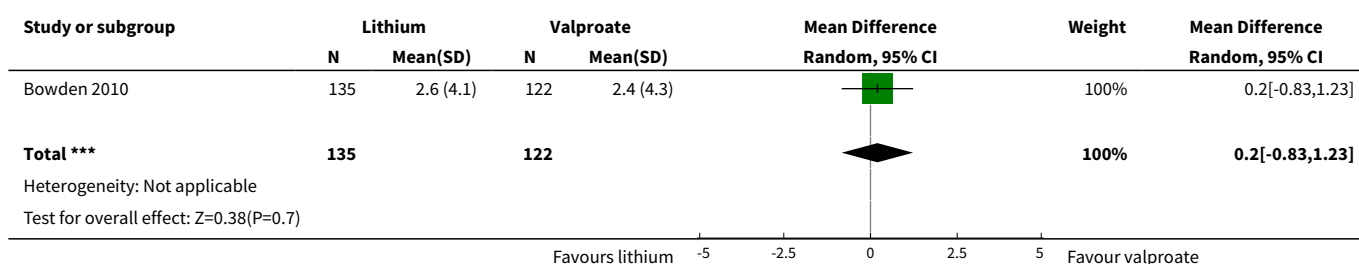 Study or subgroup Lithium Valproate Mean Difference Weight Mean Difference
N Mean(SD) N Mean(SD) Random, 95% CI Random, 95% CI
Bowden 2010 135 2.6 (4.1) 122 2.4 (4.3) 100% 0.2[-0.83,1.23]
Total *** 135 122 100% 0.2[-0.83,1.23]
Heterogeneity: Not applicable
Test for overall effect: Z=0.38(P=0.7)
Favours lithium -5 -2.5 0 2.5 5 Favour valproate